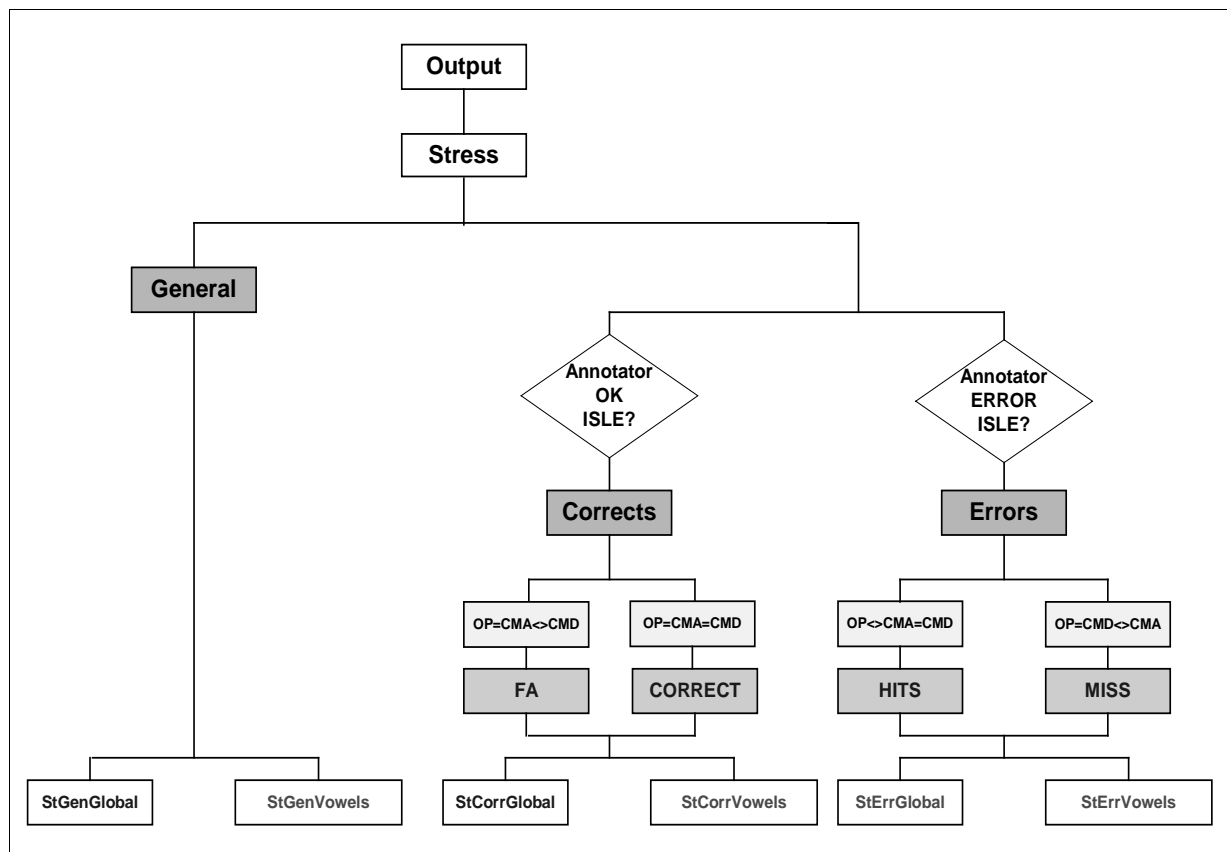 Output
Stress
General
Annotator
OK
ISLE?
Annotator
ERROR
ISLE?
Corrects
Errors
OP=CMA<>CMD
OP=CMA=CMD
OP<>CMA=CMD
OP=CMD<>CMA
FA
CORRECT
HITS
MISS
StGenGlobal
StGenVowels
StCorrGlobal
StCorrVowels
StErrGlobal
StErrVowels